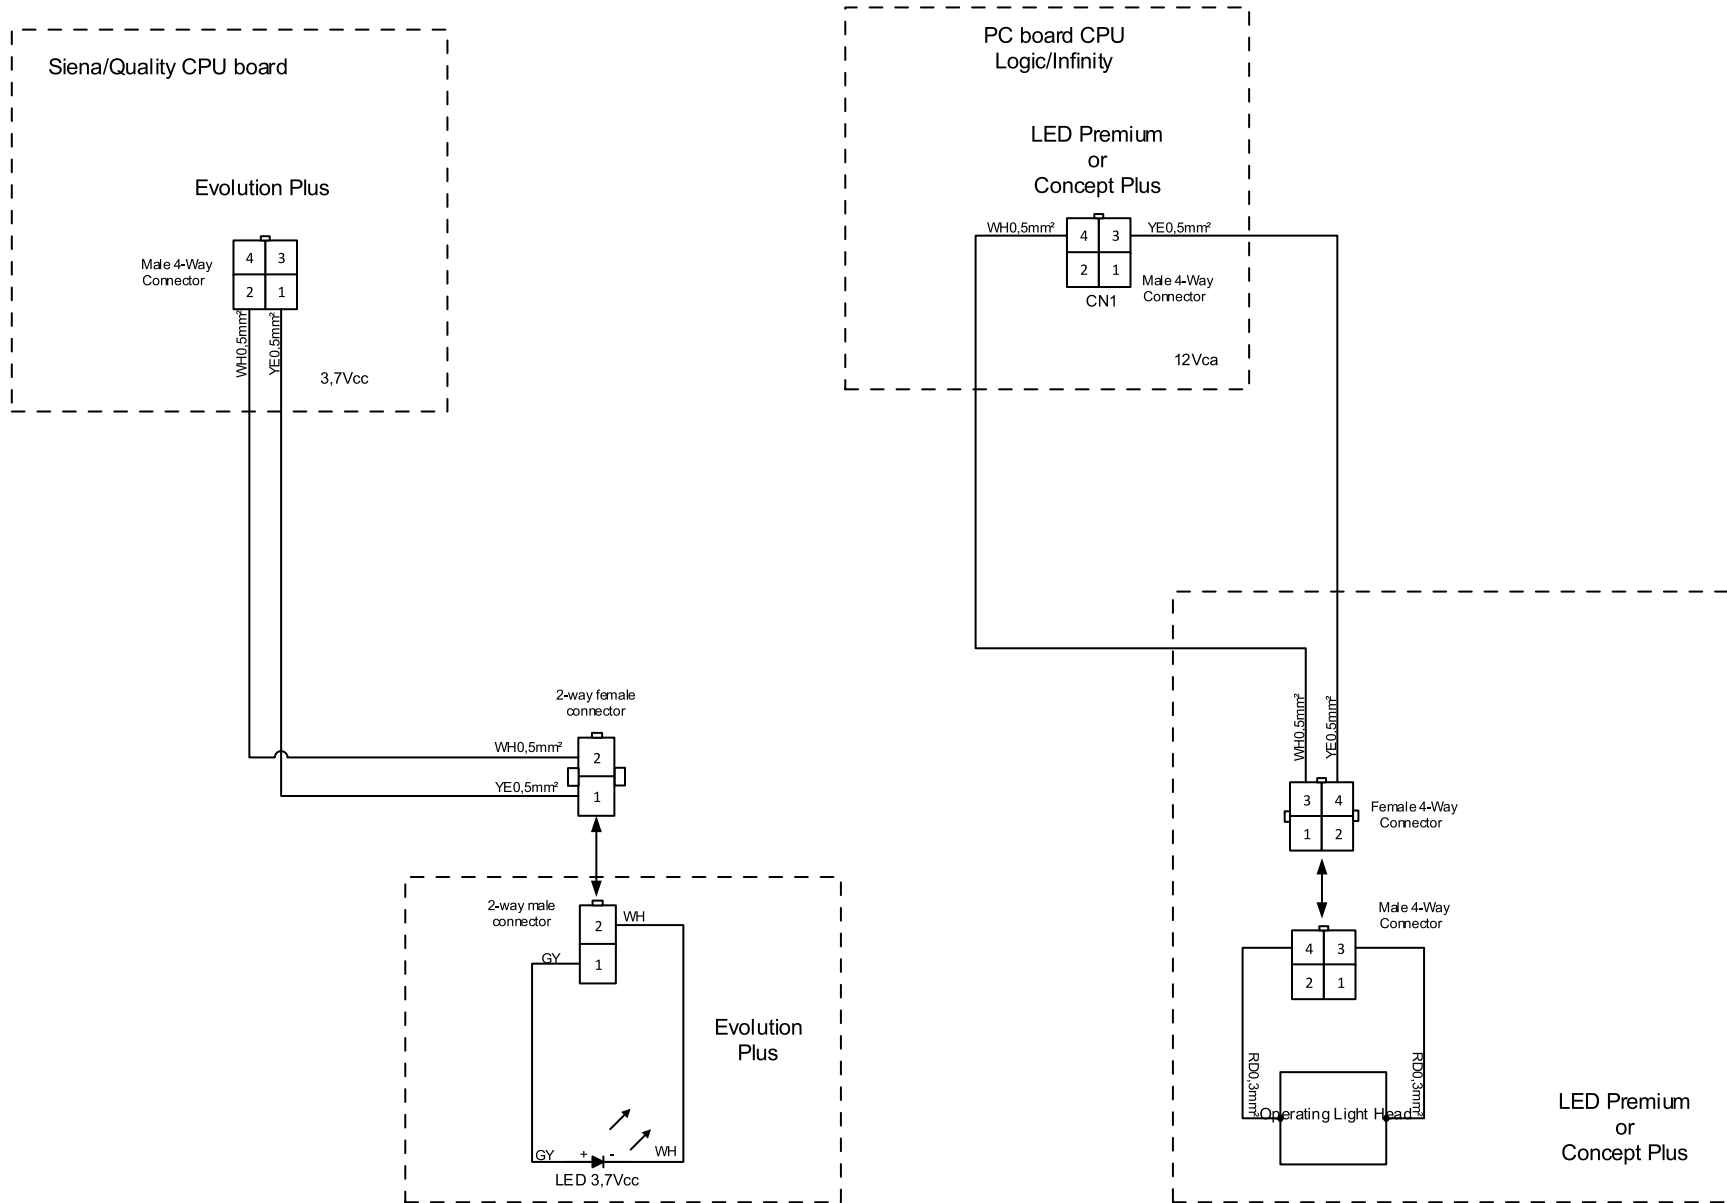 Siena/Quality CPU board
Evolution Plus
Male 4-Way
Connector
4 3
2 1
WH0,5mm²
YE0,5mm²
3,7Vcc
2-way female
connector
WH0,5mm²
2
YE0,5mm²
1
2-way male
connector
2
WH
GY
1
Evolution
Plus
GY
+
-
WH
LED 3,7Vcc
PC board CPU
Logic/Infinity
LED Premium
or
Concept Plus
WH0,5mm²
4 3
YE0,5mm²
2 1
CN1
Male 4-Way
Connector
12Vca
WH0,5mm²
YE0,5mm²
3 4
1 2
Female 4-Way
Connector
Male 4-Way
Connector
4 3
2 1
RD0,3mm²
RD0,3mm²
Operating Light Head
LED Premium
or
Concept Plus